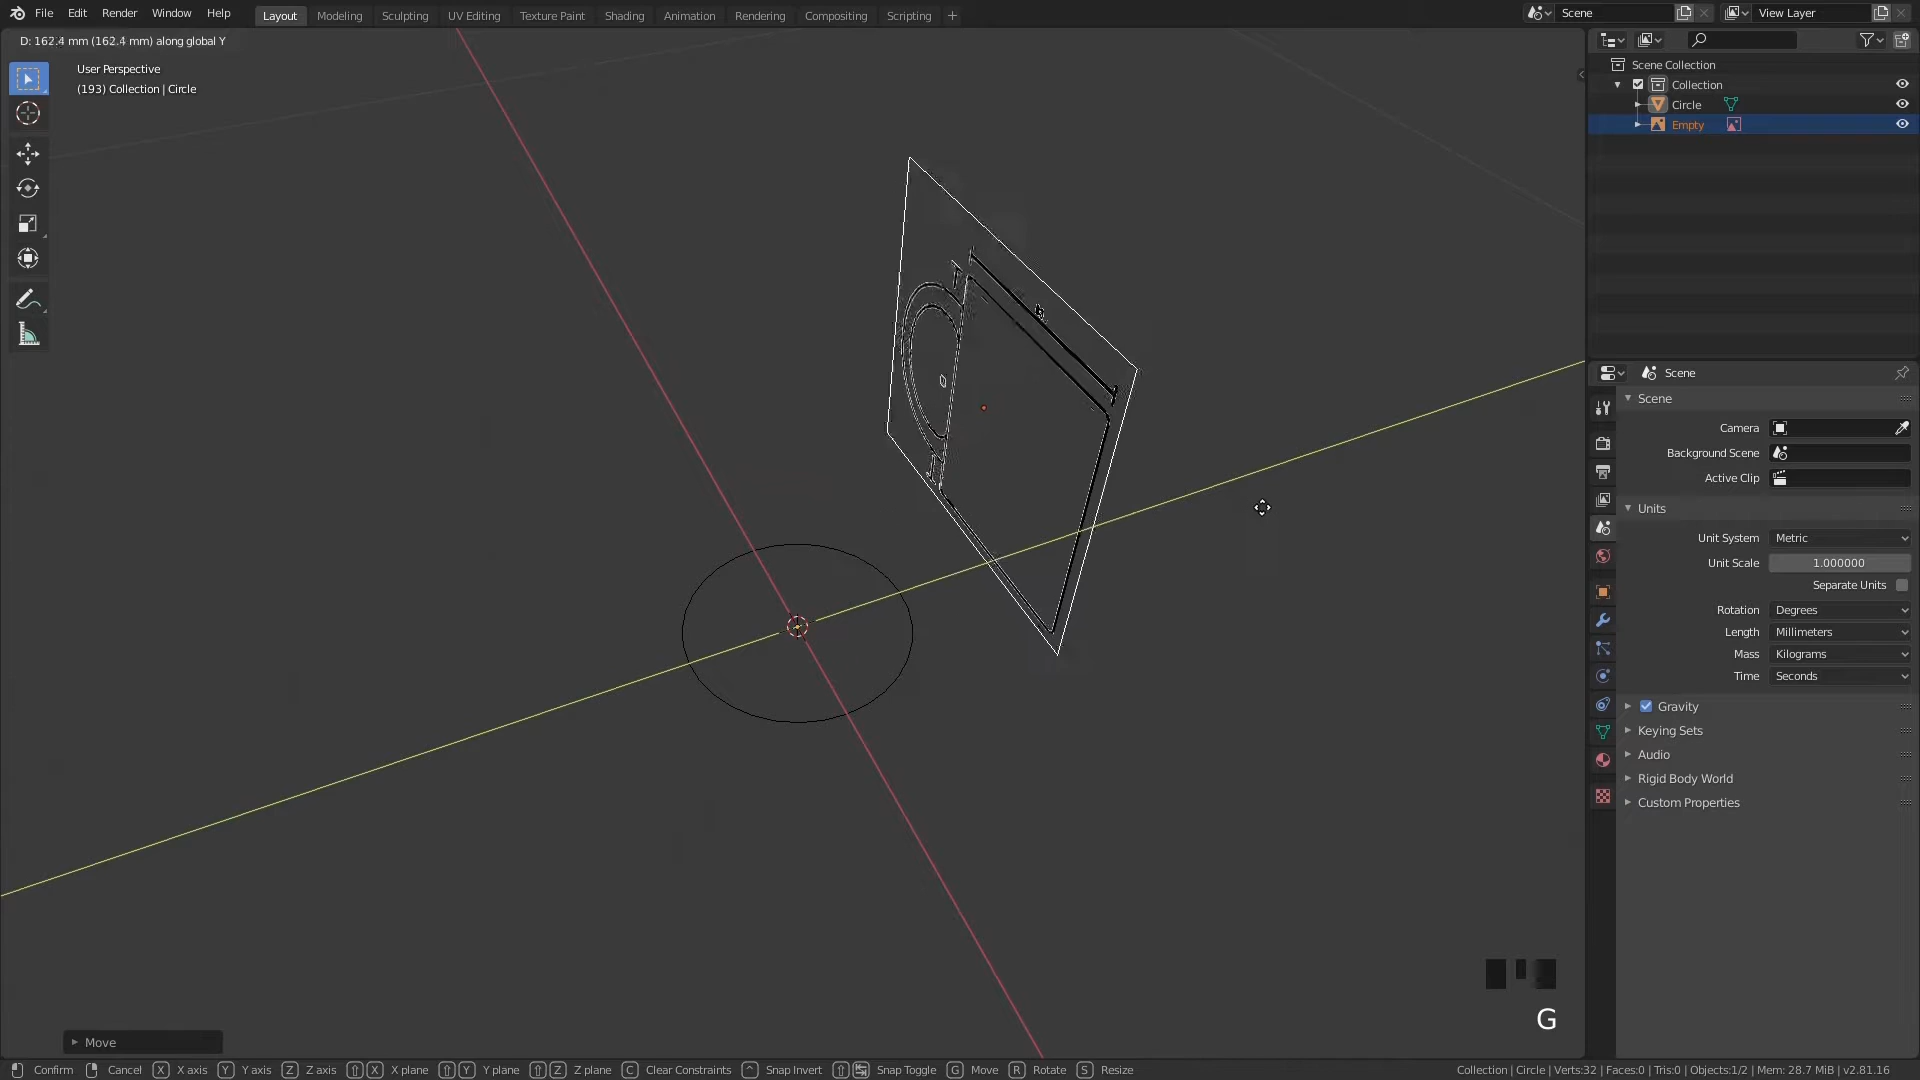 File Edit Render Window Help
Layout Modeling Sculpting UV Editing Texture Paint Shading Animation Rendering Compositing Scripting +
Scene
View Layer
D: 162.4 mm (162.4 mm) along global Y
User Perspective
(193) Collection | Circle
Scene Collection
Collection
Circle
Empty
Scene
Scene
Camera
Background Scene
Active Clip
Units
Unit System Metric
Unit Scale 1.000000
Separate Units
Rotation Degrees
Length Millimeters
Mass Kilograms
Time Seconds
Gravity
Keying Sets
Audio
Rigid Body World
Custom Properties
G
Move
Confirm Cancel X X axis Y Y axis Z Z axis X X plane Y Y plane Z Z plane C Clear Constraints Snap Invert Snap Toggle G Move R Rotate S Resize
Collection | Circle | Verts:32 | Faces:0 | Tris:0 | Objects:1/2 | Mem: 28.7 MiB | v2.81.16